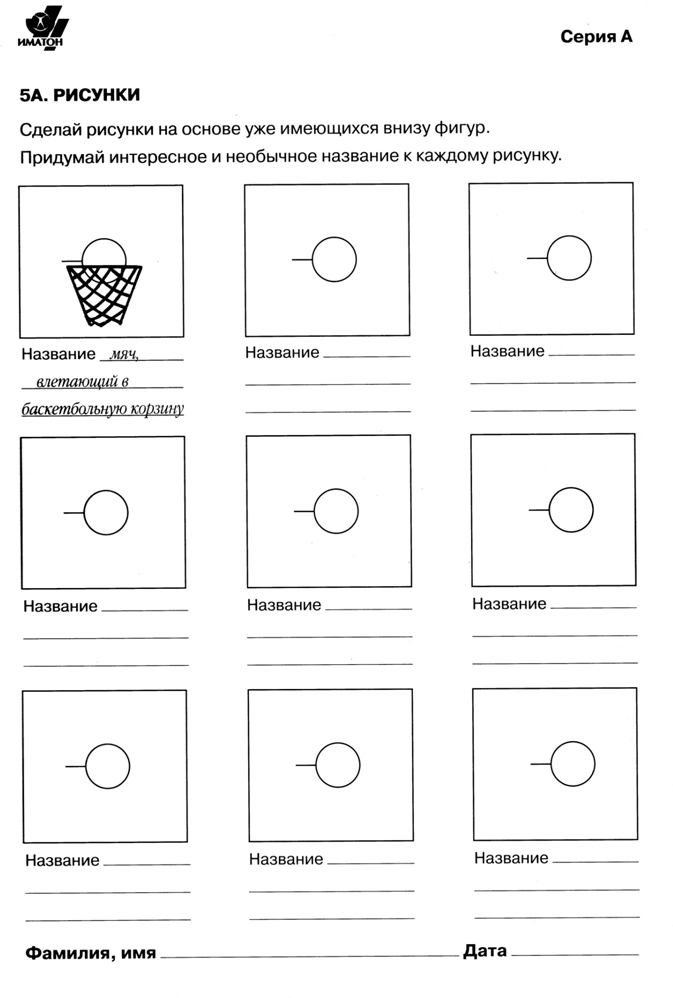 ИМАТОН
Серия А
5А. РИСУНКИ
Сделай рисунки на основе уже имеющихся внизу фигур.
Придумай интересное и необычное название к каждому рисунку.
Название мяч,
влетающий в
баскетбольную корзину
Название
Название
Название
Название
Название
Название
Название
Название
Фамилия, имя
Дата